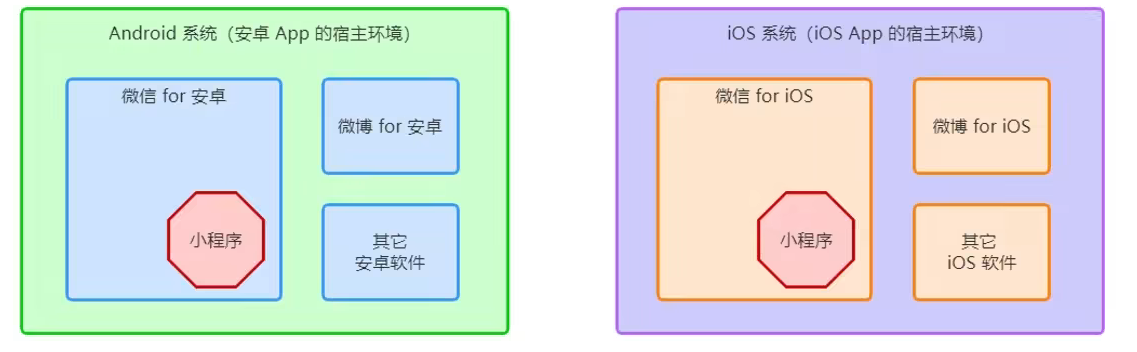 Android 系统（安卓 App 的宿主环境）
微信 for 安卓
微博 for 安卓
小程序
其它
安卓软件
iOS 系统（iOS App 的宿主环境）
微信 for iOS
微博 for iOS
小程序
其它
iOS 软件